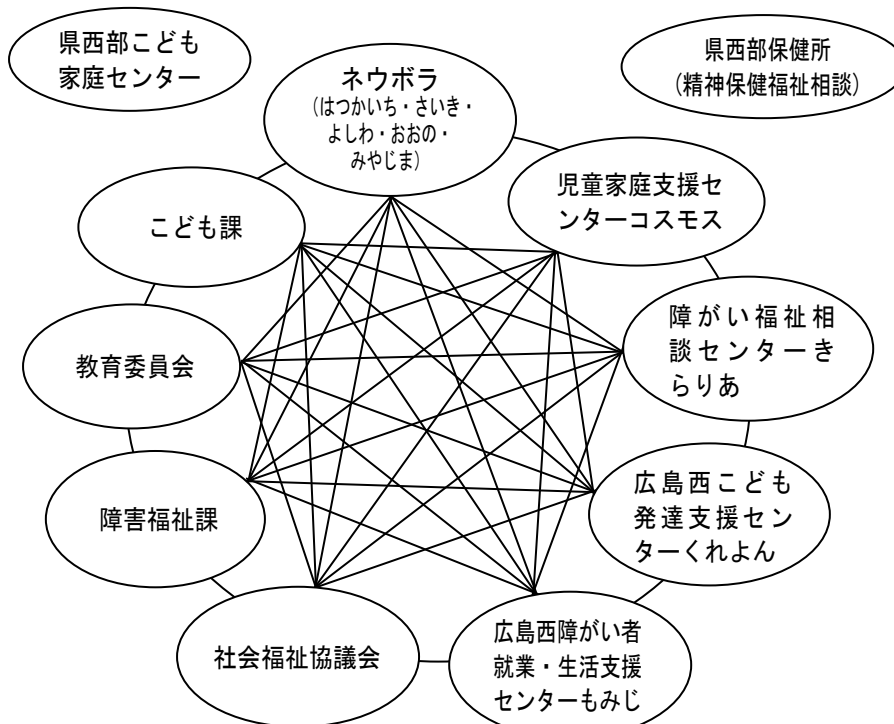 県西部こども
家庭センター
県西部保健所
(精神保健福祉相談)
ネウボラ
(はつかいち・さいき・
よしわ・おおの・
みやじま)
児童家庭支援セ
ンターコスモス
こども課
障がい福祉相
談センターき
らりあ
教育委員会
広島西こども
発達支援セン
ターくれよん
障害福祉課
広島西障がい者
就業・生活支援
センターもみじ
社会福祉協議会